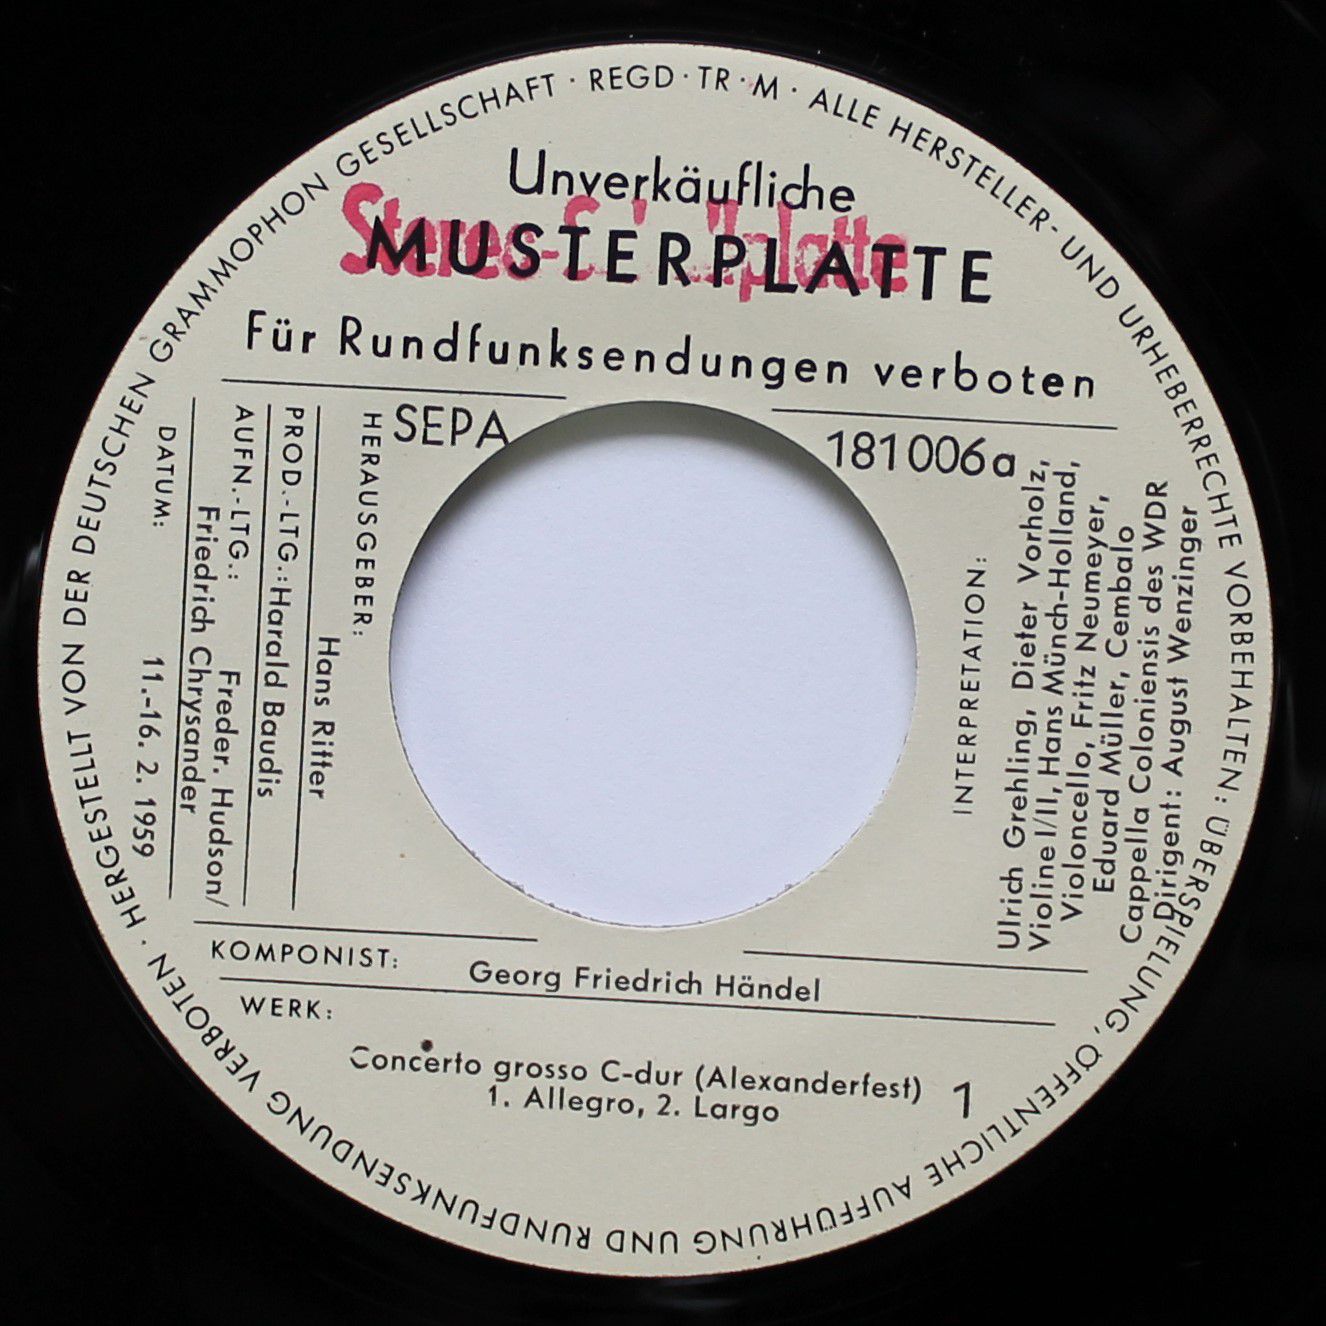 HERGESTELLT VON DER DEUTSCHEN GRAMMOPHON GESELLSCHAFT · REGD · TR · M · ALLE HERSTELLER- UND URHEBERRECHTE VORBEHALTEN: ÜBERSPIELUNG, ÖFFENTLICHE AUFFÜHRUNG UND RUNDFUNKSENDUNG VERBOTEN ·
Unverkäufliche
MUSTERPLATTE
Für Rundfunksendungen verboten
SEPA
181006a
HERAUSGEBER:
Hans Ritter
PROD.-LTG.: Harald Baudis
AUFN.-LTG.:
Freder. Hudson/
Friedrich Chrysander
DATUM:
11.-16. 2. 1959
INTERPRETATION:
Ulrich Grehling, Dieter Vorholz,
Violine I/II, Hans Münch-Holland,
Violoncello, Fritz Neumeyer,
Eduard Müller, Cembalo
Cappella Coloniensis des WDR
Dirigent: August Wenzinger
KOMPONIST:
Georg Friedrich Händel
WERK:
Concerto grosso C-dur (Alexanderfest)
1. Allegro, 2. Largo
1